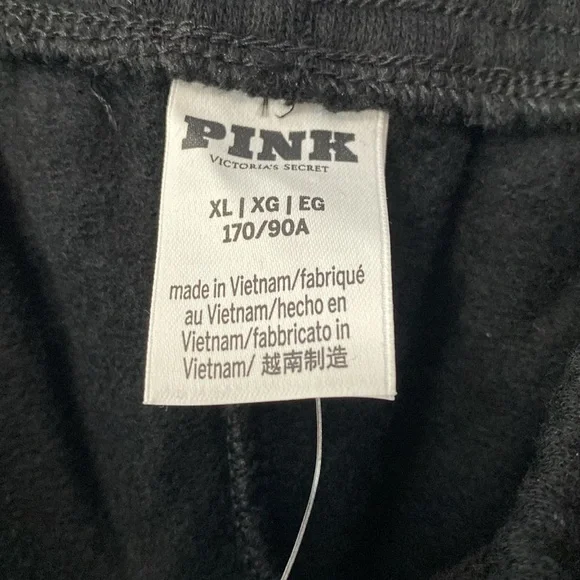 PINK
VICTORIA'S SECRET
XL | XG | EG
170/90A
made in Vietnam/fabriqué
au Vietnam/hecho en
Vietnam/fabbricato in
Vietnam/ 越南制造